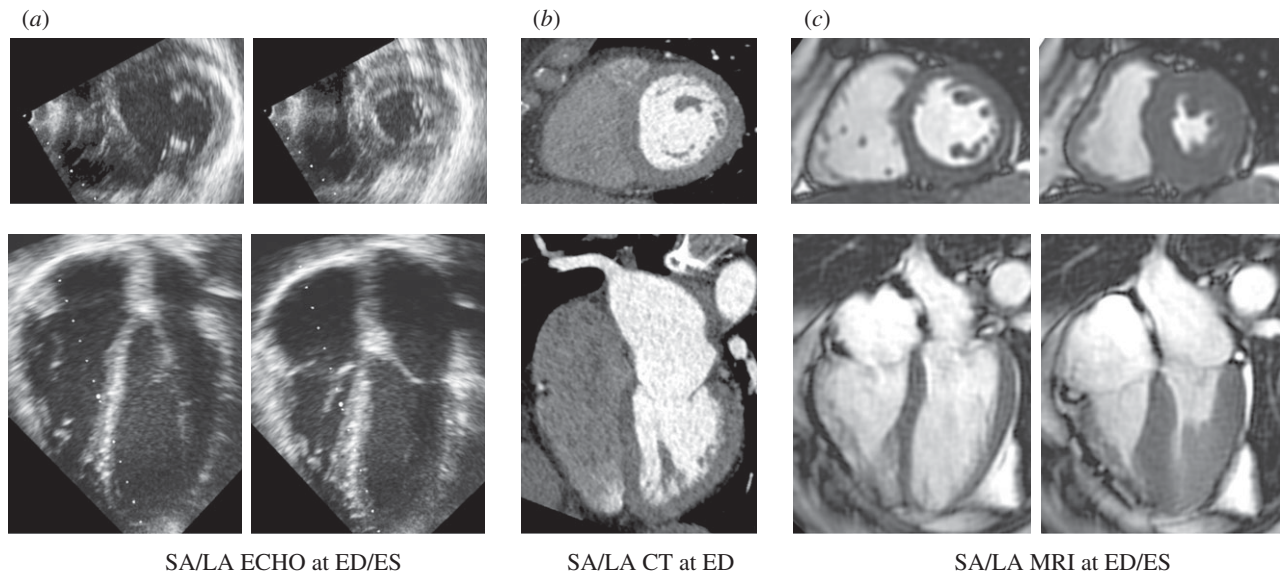 (a)
(b)
(c)
SA/LA ECHO at ED/ES
SA/LA CT at ED
SA/LA MRI at ED/ES